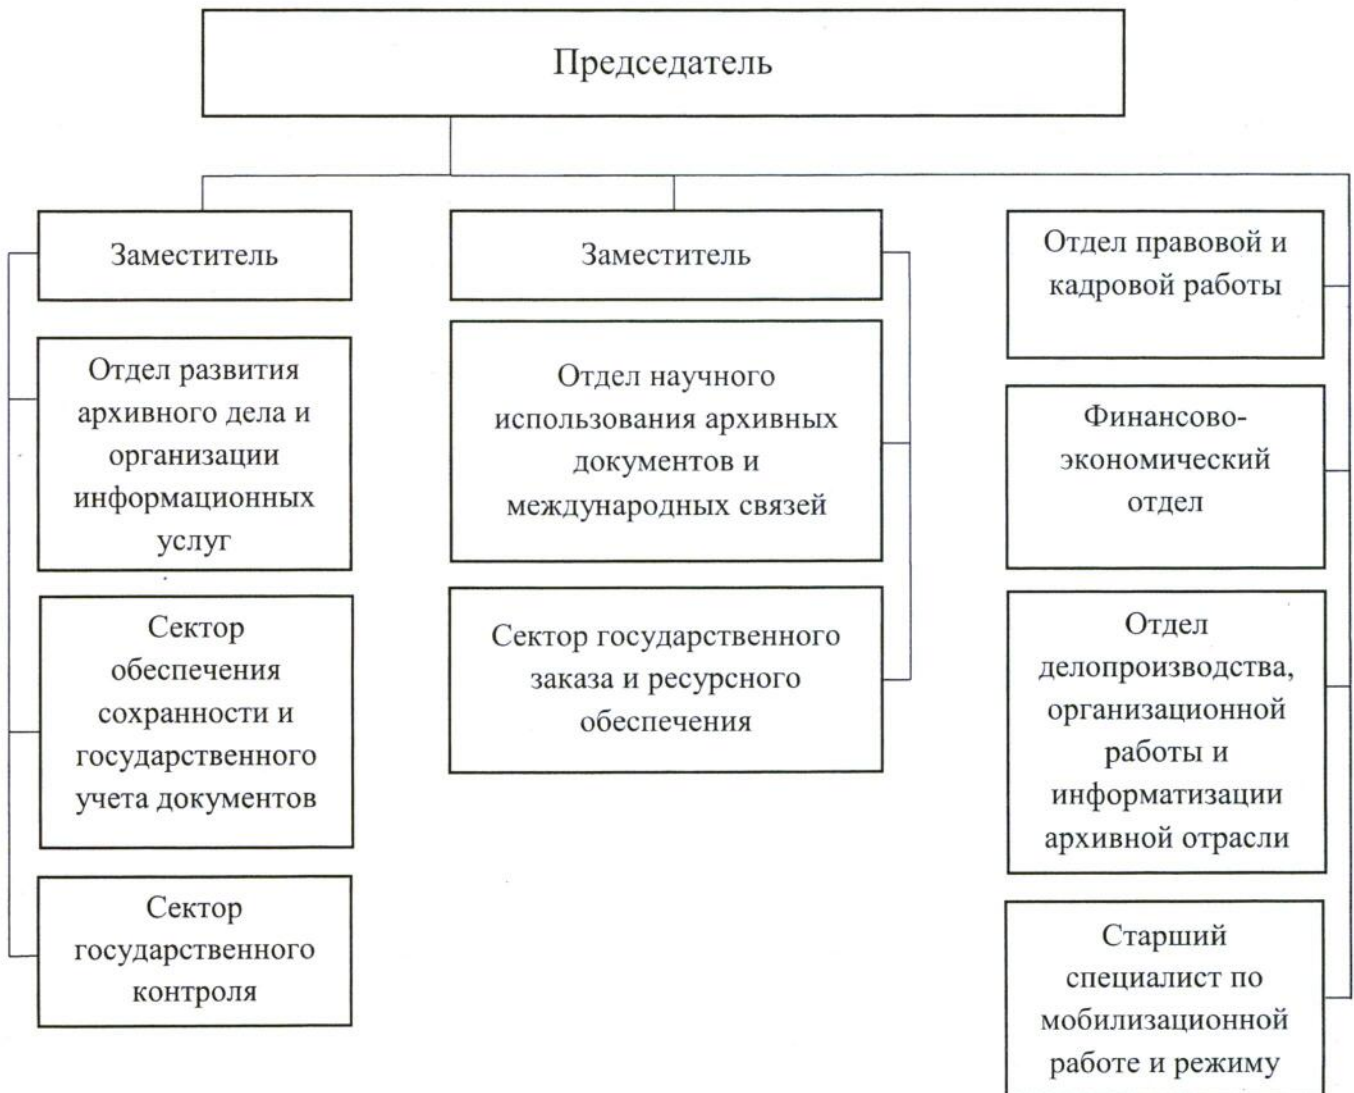 Председатель
Заместитель
Отдел развития
архивного дела и
организации
информационных
услуг
Сектор
обеспечения
сохранности и
государственного
учета документов
Сектор
государственного
контроля
Заместитель
Отдел научного
использования архивных
документов и
международных связей
Сектор государственного
заказа и ресурсного
обеспечения
Отдел правовой и
кадровой работы
Финансово-
экономический
отдел
Отдел
делопроизводства,
организационной
работы и
информатизации
архивной отрасли
Старший
специалист по
мобилизационной
работе и режиму